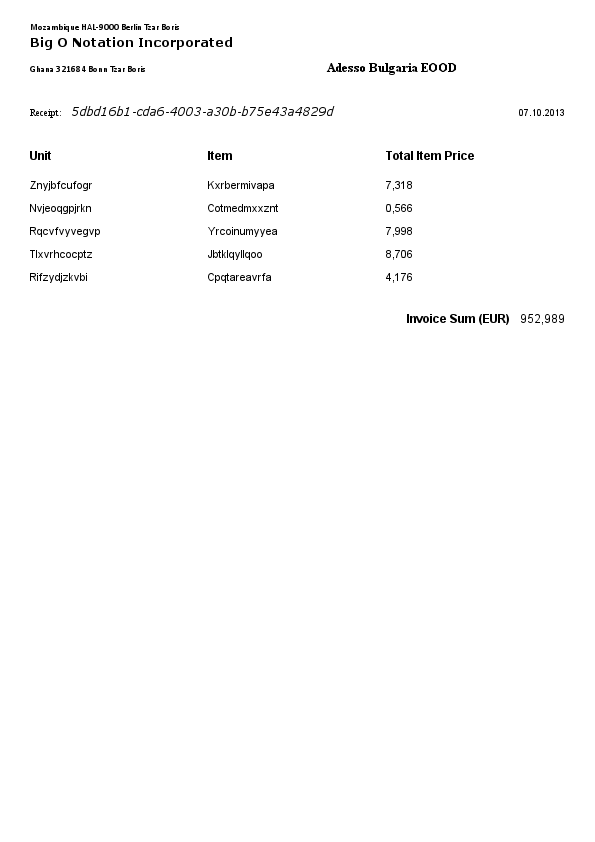 Mozambique HAL-9000 Berlin Tzar Boris
Big O Notation Incorporated
Ghana 321684 Bonn Tzar Boris
Adesso Bulgaria EOOD
Receipt: 5dbd16b1-cda6-4003-a30b-b75e43a4829d 07.10.2013
Unit Item Total Item Price
Znyjbfcufogr Kxrbermivapa 7,318
Nvjeoqgpjrkn Cotmedmxxznt 0,566
Rqcvfvyvegvp Yrcoinumyyea 7,998
Tlxvrhcocptz Jbtklqyllqoo 8,706
Rifzydjzkvbi Cpqtareavrfa 4,176
Invoice Sum (EUR) 952,989